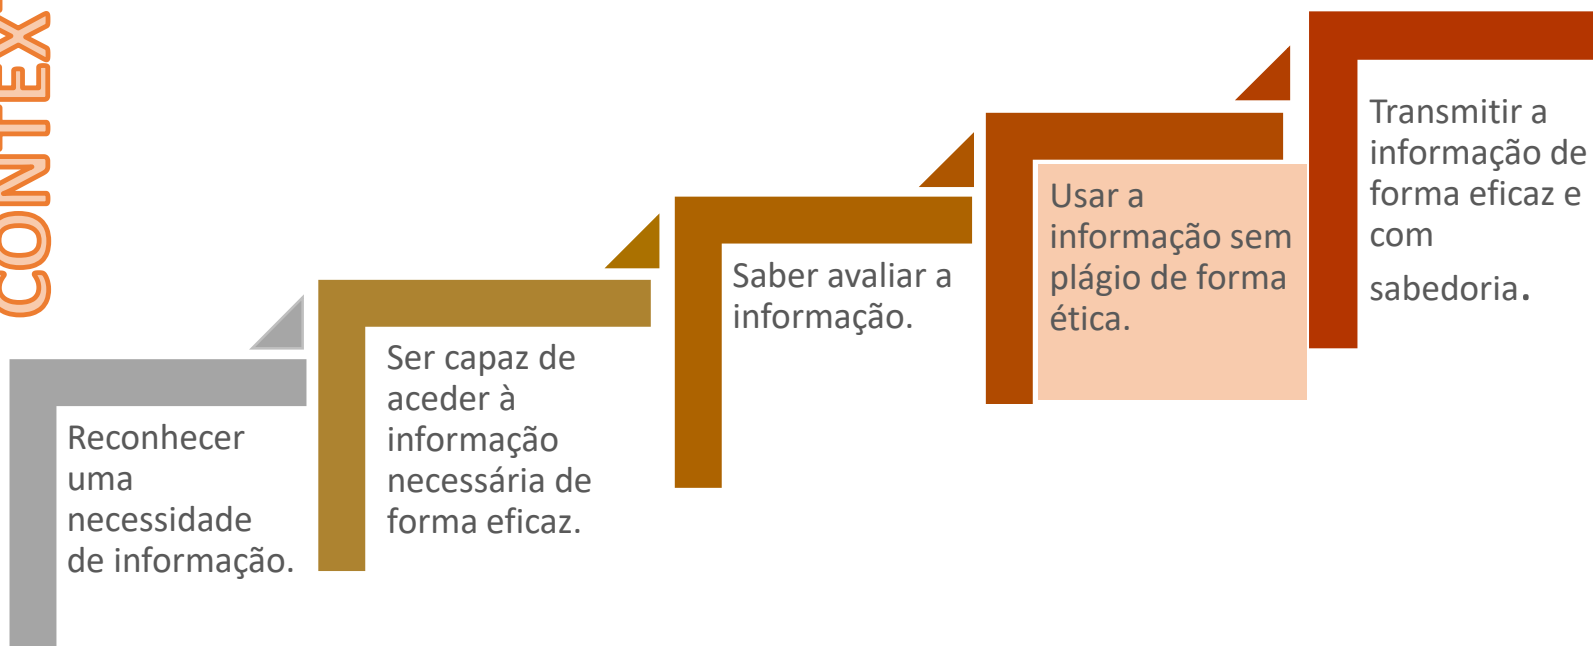 CONTEX
Reconhecer
uma
necessidade
de informação.
Ser capaz de
aceder à
informação
necessária de
forma eficaz.
Saber avaliar a
informação.
Usar a
informação sem
plágio de forma
ética.
Transmitir a
informação de
forma eficaz e
com
sabedoria.